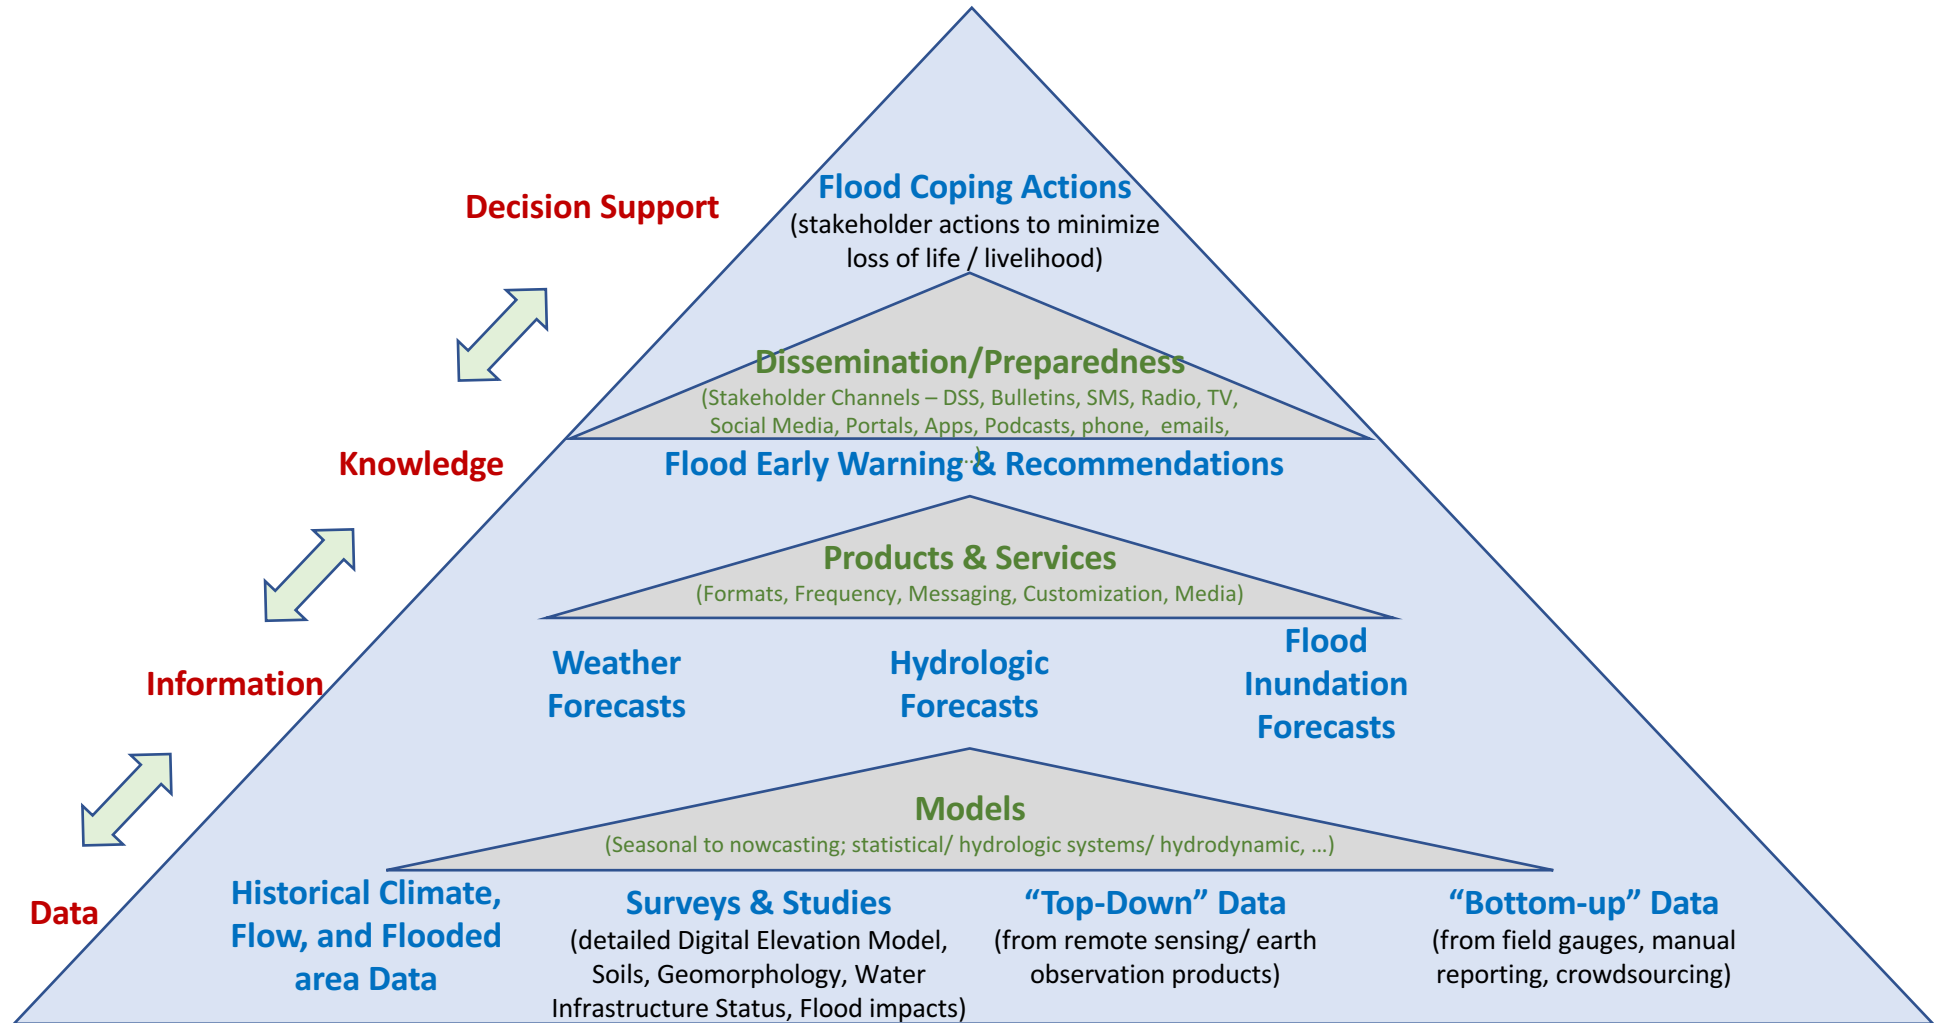 Decision Support
Flood Coping Actions
(stakeholder actions to minimize
loss of life / livelihood)
Dissemination/Preparedness
(Stakeholder Channels – DSS, Bulletins, SMS, Radio, TV,
Social Media, Portals, Apps, Podcasts, phone, emails,
...)
Knowledge
Flood Early Warning & Recommendations
Products & Services
(Formats, Frequency, Messaging, Customization, Media)
Information
Weather
Forecasts
Hydrologic
Forecasts
Flood
Inundation
Forecasts
Models
(Seasonal to nowcasting; statistical/ hydrologic systems/ hydrodynamic, ...)
Data
Historical Climate,
Flow, and Flooded
area Data
Surveys & Studies
(detailed Digital Elevation Model,
Soils, Geomorphology, Water
Infrastructure Status, Flood impacts)
“Top-Down” Data
(from remote sensing/ earth
observation products)
“Bottom-up” Data
(from field gauges, manual
reporting, crowdsourcing)